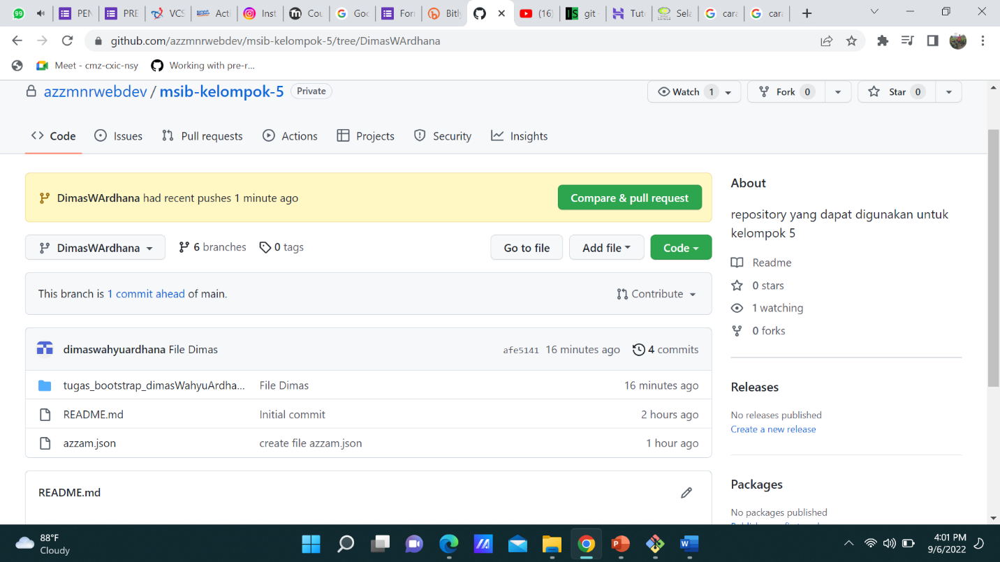 99
PEN
PRE
VCS
Acti
Inst
Cou
Goo
For
Bitly
(16)
git -
Tuto
Sela
cara
cara
github.com/azzmnrwebdev/msib-kelompok-5/tree/DimasWArdhana
Meet - cmz-cxic-nsy
Working with pre-r...
azzmnrwebdev / msib-kelompok-5 Private
Watch 1
Fork 0
Star 0
Code
Issues
Pull requests
Actions
Projects
Security
Insights
DimasWArdhana had recent pushes 1 minute ago
Compare & pull request
DimasWArdhana
6 branches
0 tags
Go to file
Add file
Code
This branch is 1 commit ahead of main.
Contribute
dimaswahyuardhana File Dimas
afe5141 16 minutes ago
4 commits
tugas_bootstrap_dimasWahyuArdha... File Dimas 16 minutes ago
README.md Initial commit 2 hours ago
azzam.json create file azzam.json 1 hour ago
README.md
About
repository yang dapat digunakan untuk
kelompok 5
Readme
0 stars
1 watching
0 forks
Releases
No releases published
Create a new release
Packages
No packages published
88°F
Cloudy
4:01 PM
9/6/2022